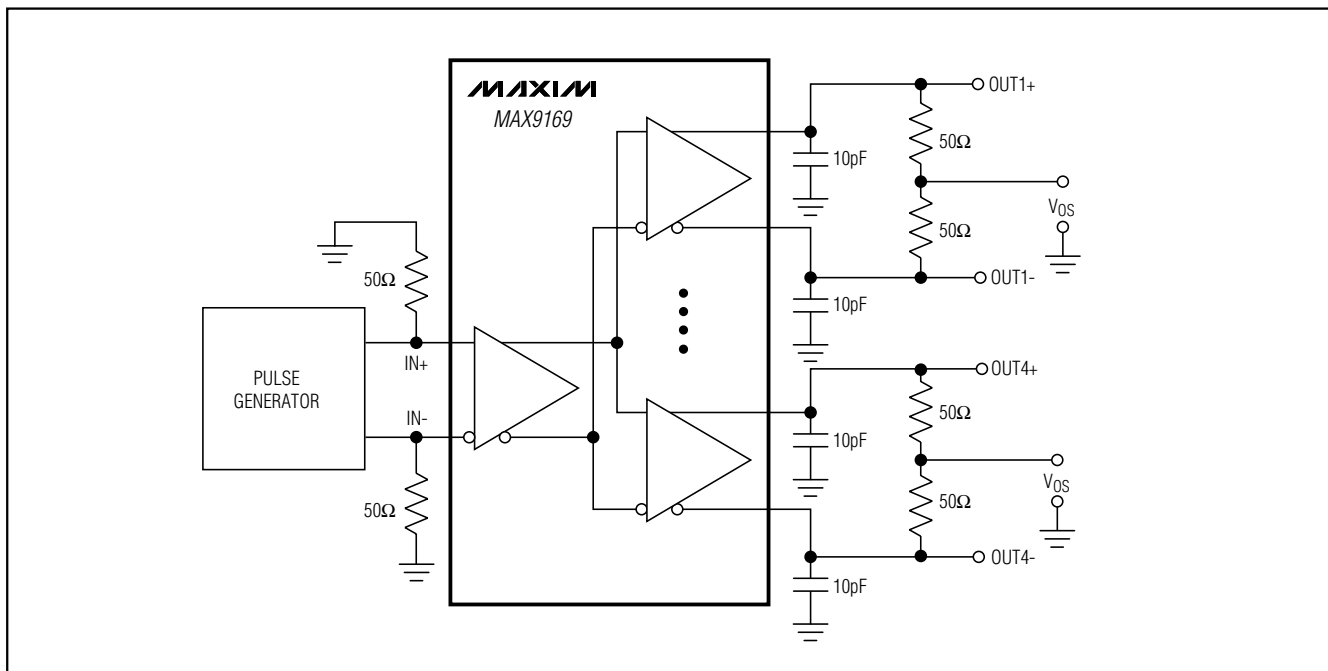 MAXIM
MAX9169
OUT1+
50Ω
10pF
VOS
50Ω
OUT1-
10pF
50Ω
IN+
PULSE
GENERATOR
IN-
50Ω
OUT4+
50Ω
10pF
VOS
50Ω
OUT4-
10pF